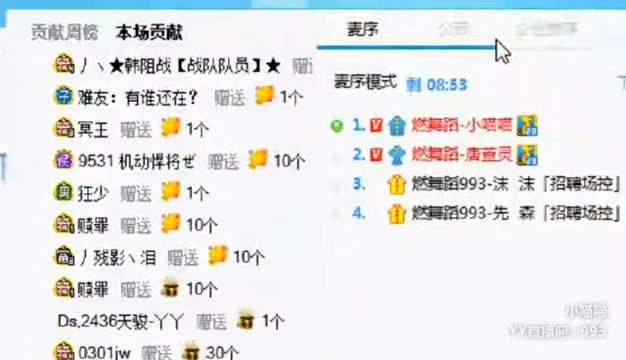 贡献周榜 本场贡献
丿丶★韩阻战【战队队员】★ 赠
难友：有谁还在？ 赠送 1个
冥王 赠送 1个
9531 机动悍将ぜ 赠送 10个
狂少 赠送 1个
赎罪 赠送 10个
丿残影丶泪 赠送 10个
赎罪 赠送 10个
Ds,2436天骏-丫丫 赠送 1个
0301jw 赠送 30个
麦序 公告
麦序模式 剩 08:53
1. V 燃舞蹈-小喵喵
2. V 燃舞蹈-唐萱灵
3. 燃舞蹈993-沫 沫「招聘场控」
4. 燃舞蹈993-先 森「招聘场控」
小喵喵
YY直播间：993